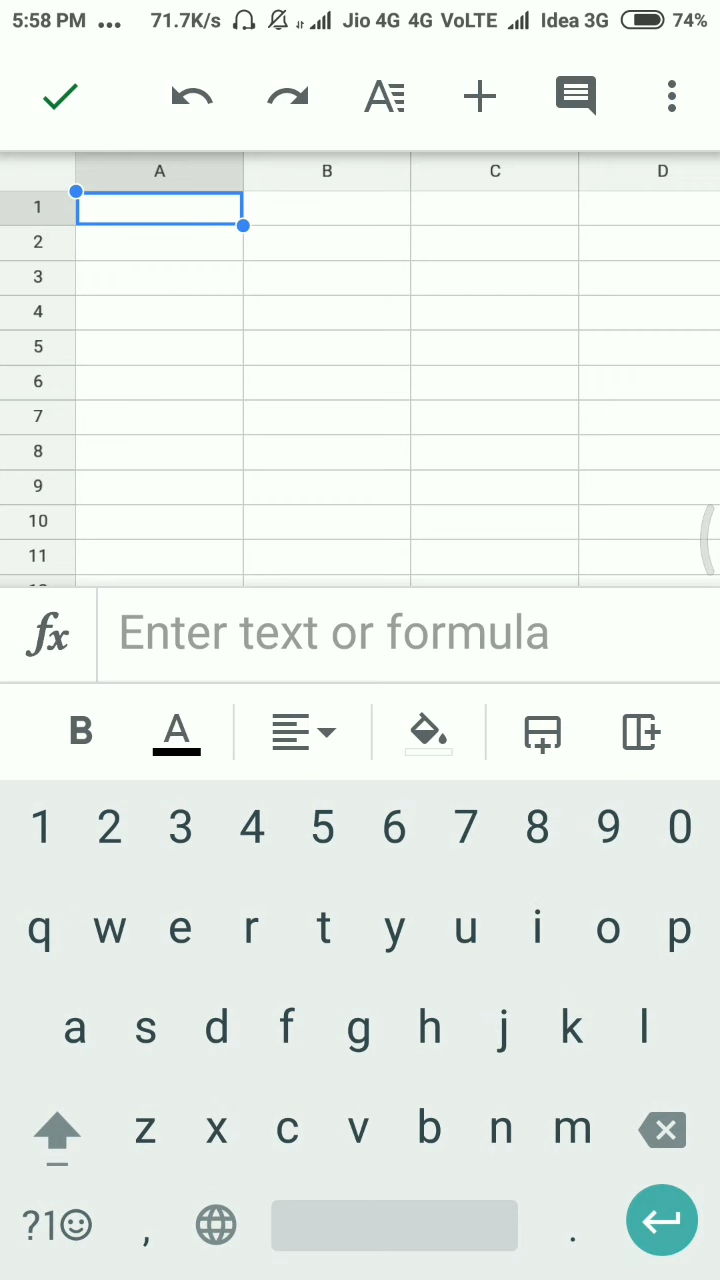 5:58 PM ... 71.7K/s Jio 4G 4G VoLTE Idea 3G 74%
A B C D
1
2
3
4
5
6
7
8
9
10
11
fx Enter text or formula
B A
1 2 3 4 5 6 7 8 9 0
q w e r t y u i o p
a s d f g h j k l
z x c v b n m
?1☺ , .